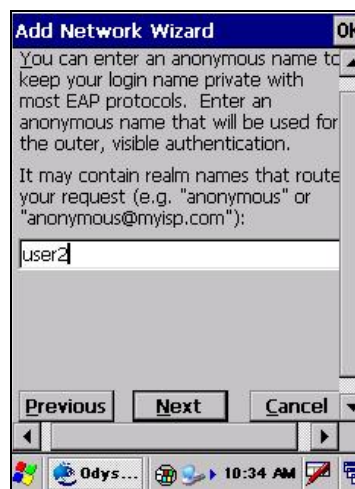 Add Network Wizard OK
You can enter an anonymous name to
keep your login name private with
most EAP protocols. Enter an
anonymous name that will be used for
the outer, visible authentication.
It may contain realm names that route
your request (e.g. "anonymous" or
"anonymous@myisp.com"):
user2
Previous Next Cancel
Odys... 10:34 AM